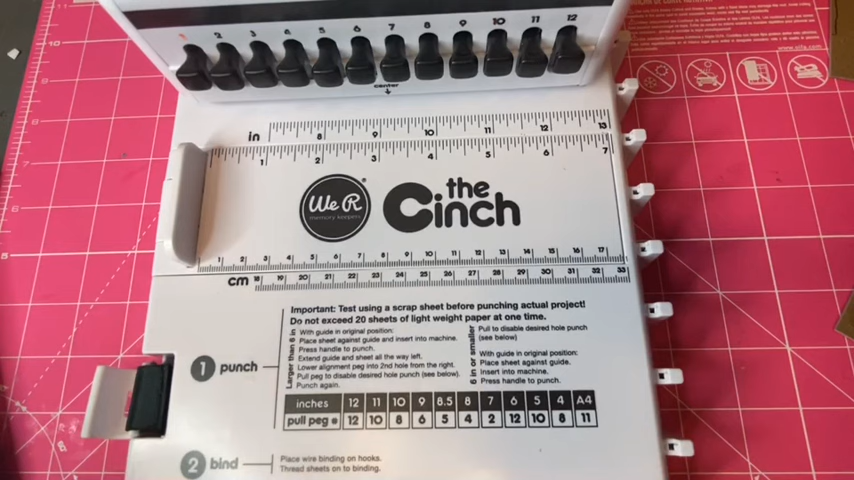 2 3 4 5 6 7 8 9 10 11 12
center
in 8 9 10 11 12 13
1 2 3 4 5 6 7
We R
memory keepers
®
the
Cinch
1 2 3 4 5 6 7 8 9 10 11 12 13 14 15 16 17
cm 18 19 20 21 22 23 24 25 26 27 28 29 30 31 32 33
Important: Test using a scrap sheet before punching actual project!
Do not exceed 20 sheets of light weight paper at one time.
1 punch
Larger than 6 in
With guide in original position:
Place sheet against guide and insert into machine.
Press handle to punch.
Extend guide and sheet all the way left.
Lower alignment peg into 2nd hole from the right.
Pull peg to disable desired hole punch (see below).
Punch again.
6 in or smaller
Pull to disable desired hole punch
(see below)
With guide in original position:
Place sheet against guide.
Insert into machine.
Press handle to punch.
inches 12 11 10 9 8.5 8 7 6 5 4 A4
pull peg # 12 10 8 6 5 4 2 12 10 8 11
2 bind
Place wire binding on hooks.
Thread sheets on to binding.